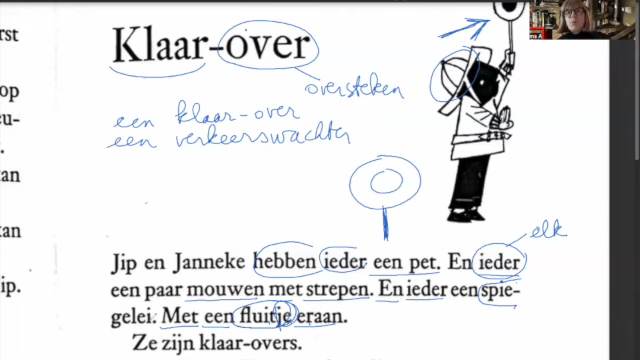 Klaar-over
oversteken
een klaar-over
een verkeerswachter
elk
Jip en Janneke hebben ieder een pet. En ieder
een paar mouwen met strepen. En ieder een spie-
gelei. Met een fluitje eraan.
Ze zijn klaar-overs.